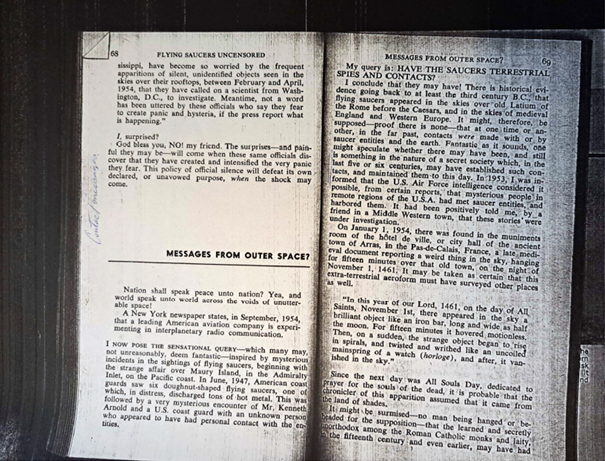 68
FLYING SAUCERS UNCENSORED
sissippi, have become so worried by the frequent
apparitions of silent, unidentified objects seen in the
skies over their rooftops, between February and April,
1954, that they have called on a scientist from Wash-
ington, D.C., to investigate. Meantime, not a word
has been uttered by these officials who say they fear
to create panic and hysteria, if the press report what
is happening."
I, surprised?
God bless you, NO! my friend. The surprises—and pain-
ful they may be—will come when these same officials dis-
cover that they have created and intensified the very panic
they fear. This policy of official silence will defeat its own
declared, or unavowed purpose, when the shock may
come.
MESSAGES FROM OUTER SPACE?
Nation shall speak peace unto nation? Yea, and
world speak unto world across the voids of unutter-
able space!
A New York newspaper states, in September, 1954,
that a leading American aviation company is experi-
menting in interplanetary radio communication.
I NOW POSE THE SENSATIONAL QUERY—which many may,
not unreasonably, deem fantastic—inspired by mysterious
incidents in the sightings of flying saucers, beginning with
the strange affair over Maury Island, in the Admiralty
Inlet, on the Pacific coast. In June, 1947, American coast
guards saw six doughnut-shaped flying saucers, one of
which, in distress, discharged tons of hot metal. This was
followed by a very mysterious encounter of Mr. Kenneth
Arnold and a U.S. coast guard with an unknown person
who appeared to have had personal contact with the en-
tities.
MESSAGES FROM OUTER SPACE?
69
My query is: HAVE THE SAUCERS TERRESTRIAL
SPIES AND CONTACTS?
I conclude that they may have! There is historical evi-
dence going back to at least the third century B.C., that
flying saucers appeared in the skies over old Latium, of
the Rome before the Caesars, and in the skies of medieval
England and Western Europe. It might, therefore, be
supposed—proof there is none—that at one time or an-
other, in the far past, contacts were made with or by
saucer entities and the earth. Fantastic as it sounds, one
might speculate whether there may have been, and still
is something in the nature of a secret society which, in the
last five or six centuries, may have established such con-
tacts, and maintained them to this day. In 1953, I was in-
formed that the U.S. Air Force intelligence considered it
possible, from certain reports, that mysterious people in
remote regions of the U.S.A. had met saucer entities, and
harbored them. It had been positively told me, by a
friend in a Middle Western town, that these stories were
under investigation.
On January 1, 1954, there was found in the muniments
room of the hôtel de ville, or city hall of the ancient
town of Arras, in the Pas-de-Calais, France, a late medi-
eval document reporting a weird thing in the sky, hanging
for fifteen minutes over that old town, on the night of
November 1, 1461. It may be taken as certain that this
extra-terrestrial aeroform must have surveyed other places
as well.
"In this year of our Lord, 1461, on the day of All
Saints, November 1st, there appeared in the sky a
brilliant object like an iron bar, long and wide as half
the moon. For fifteen minutes it hovered, motionless.
Then, on a sudden, the strange object began to rise
in spirals, and twisted and writhed like an uncoiled
mainspring of a watch (horloge), and, after it, van-
ished in the sky."
Since the next day was All Souls Day, dedicated to
prayer for the souls of the dead, it is probable that the
chronicler of this apparition assumed that it came from
the land of shades.
It might be surmised—no man being hanged or be-
headed for the supposition—that the learned and secretly
unorthodox among the Roman Catholic monks and laity,
in the fifteenth century and even earlier, may have had